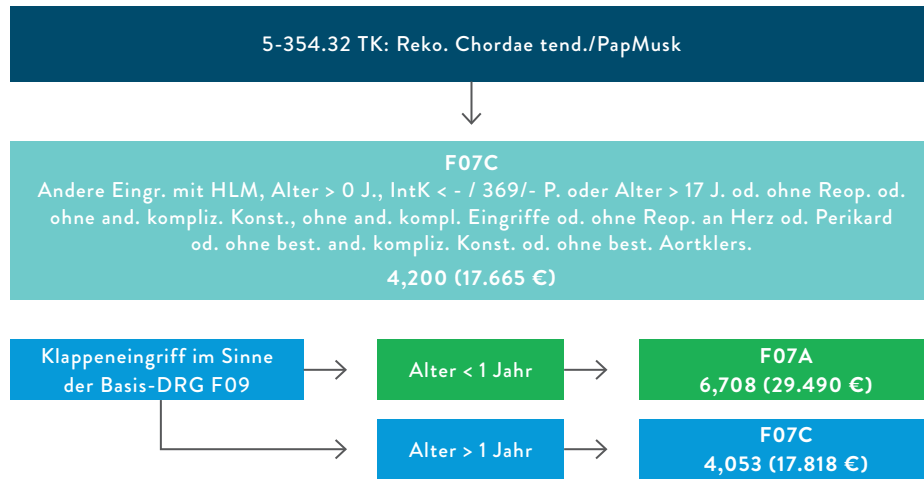 5-354.32 TK: Reko. Chordae tend./PapMusk
F07C
Andere Eingr. mit HLM, Alter > 0 J., IntK < - / 369/- P. oder Alter > 17 J. od. ohne Reop. od.
ohne and. kompliz. Konst., ohne and. kompl. Eingriffe od. ohne Reop. an Herz od. Perikard
od. ohne best. and. kompliz. Konst. od. ohne best. Aortklers.
4,200 (17.665 €)
Klappeneingriff im Sinne
der Basis-DRG F09
Alter < 1 Jahr
F07A
6,708 (29.490 €)
Alter > 1 Jahr
F07C
4,053 (17.818 €)